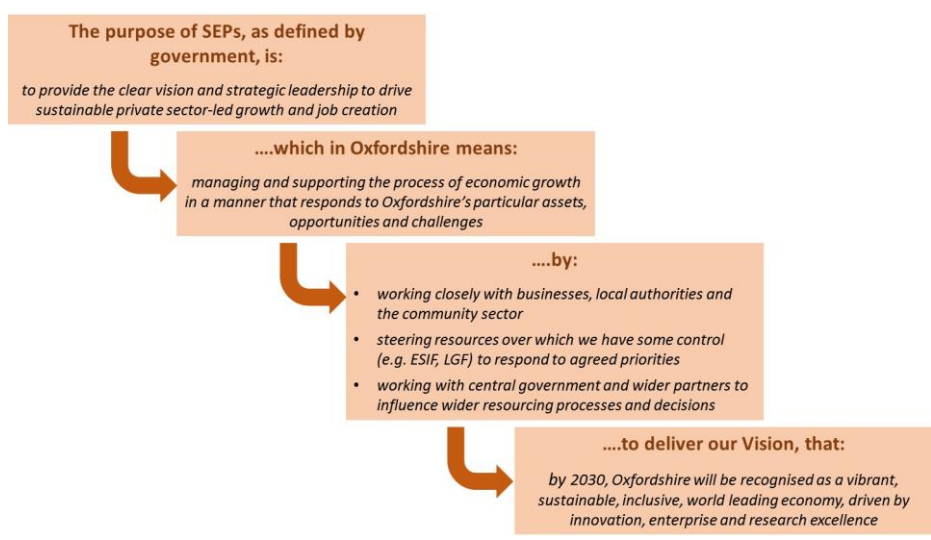 The purpose of SEPs, as defined by
government, is:
to provide the clear vision and strategic leadership to drive
sustainable private sector-led growth and job creation
....which in Oxfordshire means:
managing and supporting the process of economic growth
in a manner that responds to Oxfordshire's particular assets,
opportunities and challenges
....by:
• working closely with businesses, local authorities and
the community sector
• steering resources over which we have some control
(e.g. ESIF, LGF) to respond to agreed priorities
• working with central government and wider partners to
influence wider resourcing processes and decisions
....to deliver our Vision, that:
by 2030, Oxfordshire will be recognised as a vibrant,
sustainable, inclusive, world leading economy, driven by
innovation, enterprise and research excellence